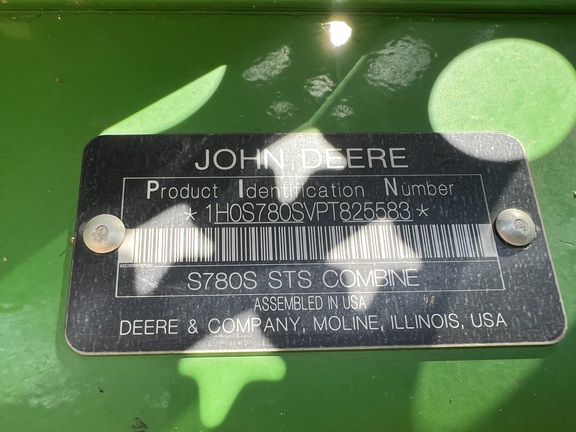 JOHN DEERE
Product Identification Number
*1H0S780SVPT825583*
S780S STS COMBINE
ASSEMBLED IN USA
DEERE & COMPANY, MOLINE, ILLINOIS, USA